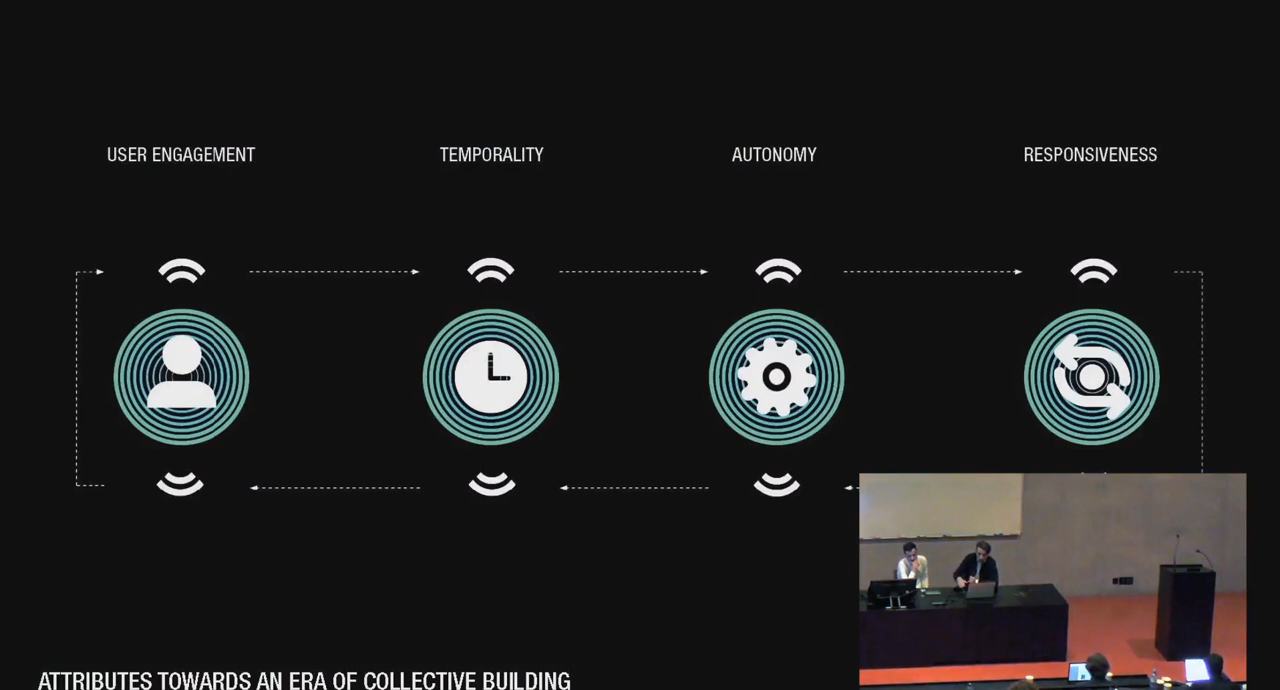 USER ENGAGEMENT
TEMPORALITY
AUTONOMY
RESPONSIVENESS
ATTRIBUTES TOWARDS AN ERA OF COLLECTIVE BUILDING